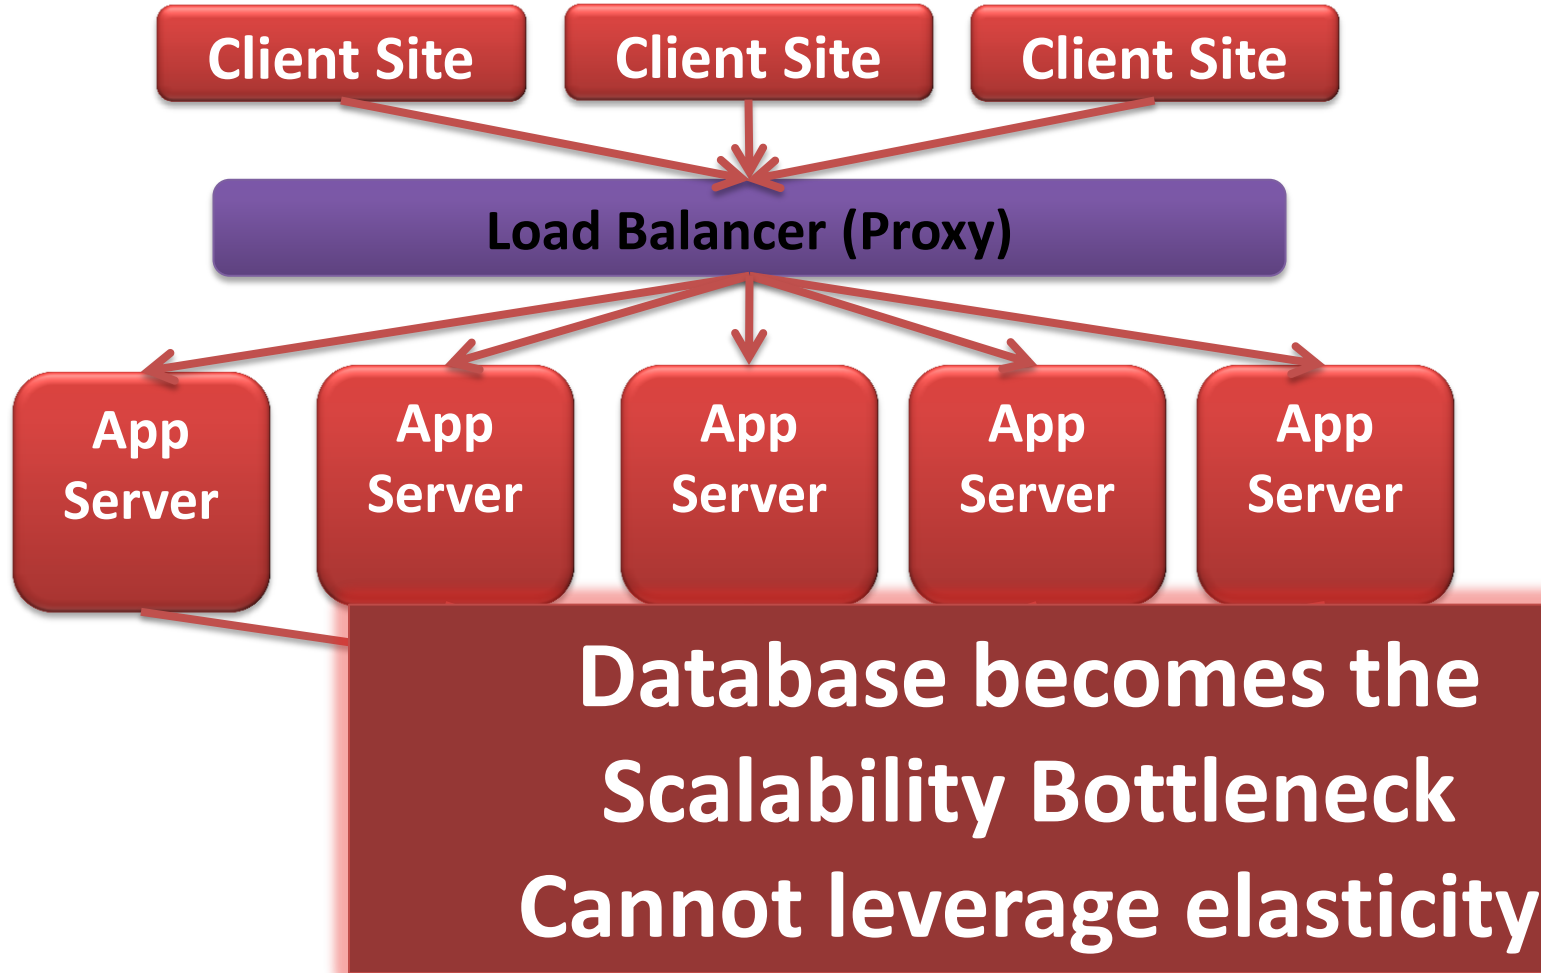 Client Site
Client Site
Client Site
Load Balancer (Proxy)
App
Server
App
Server
App
Server
App
Server
App
Server
Database becomes the
Scalability Bottleneck
Cannot leverage elasticity